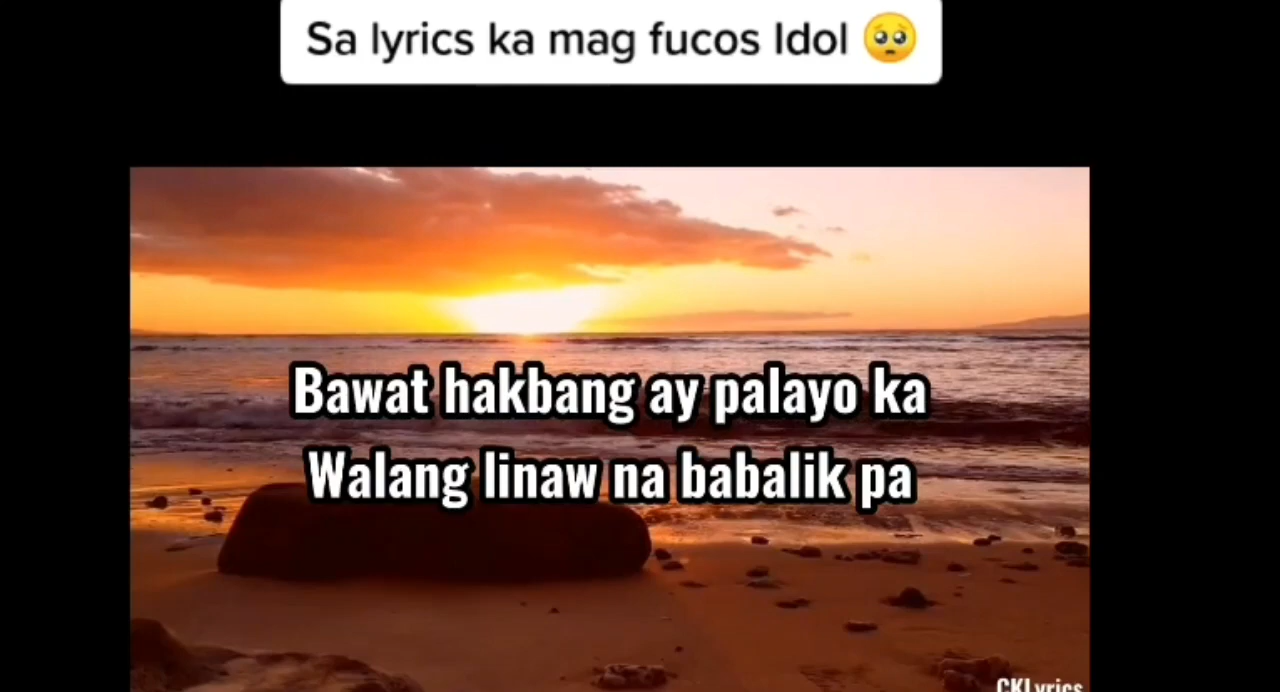 Sa lyrics ka mag fucos Idol 🥺
Bawat hakbang ay palayo ka
Walang linaw na babalik pa
CKLyrics